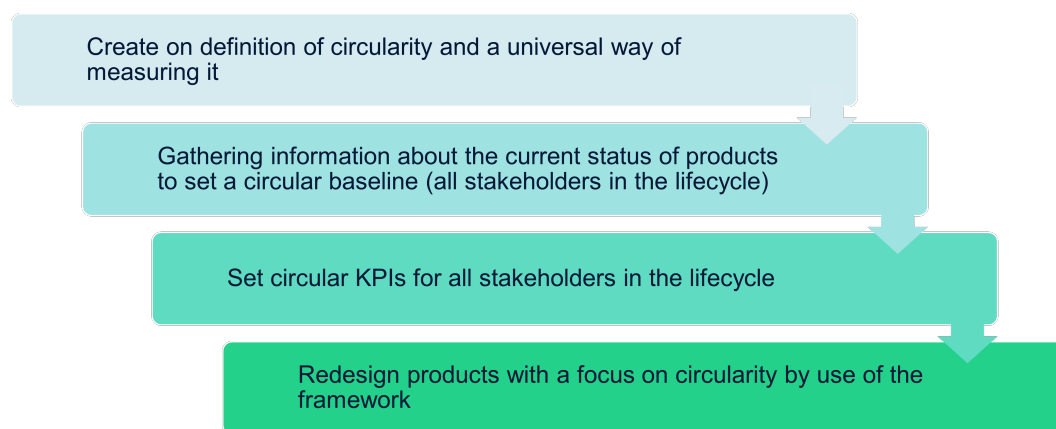 Create on definition of circularity and a universal way of
measuring it
Gathering information about the current status of products
to set a circular baseline (all stakeholders in the lifecycle)
Set circular KPIs for all stakeholders in the lifecycle
Redesign products with a focus on circularity by use of the
framework